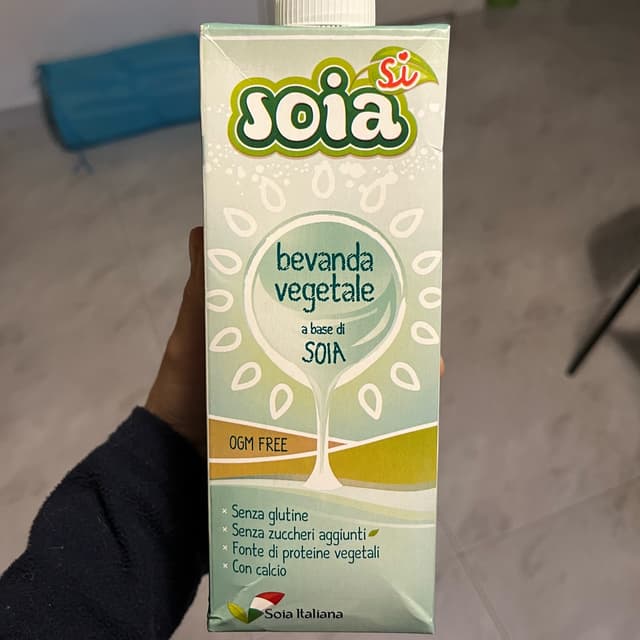 Si
soia
bevanda
vegetale
a base di
SOIA
OGM FREE
× Senza glutine
× Senza zuccheri aggiunti
× Fonte di proteine vegetali
× Con calcio
Soia Italiana